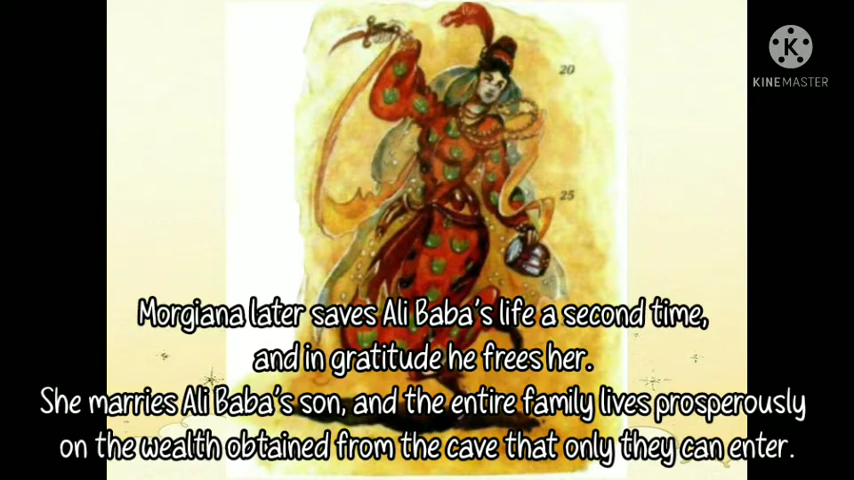 K
KINEMASTER
20
25
Morgiana later saves Ali Baba's life a second time,
and in gratitude he frees her.
She marries Ali Baba's son, and the entire family lives prosperously
on the wealth obtained from the cave that only they can enter.